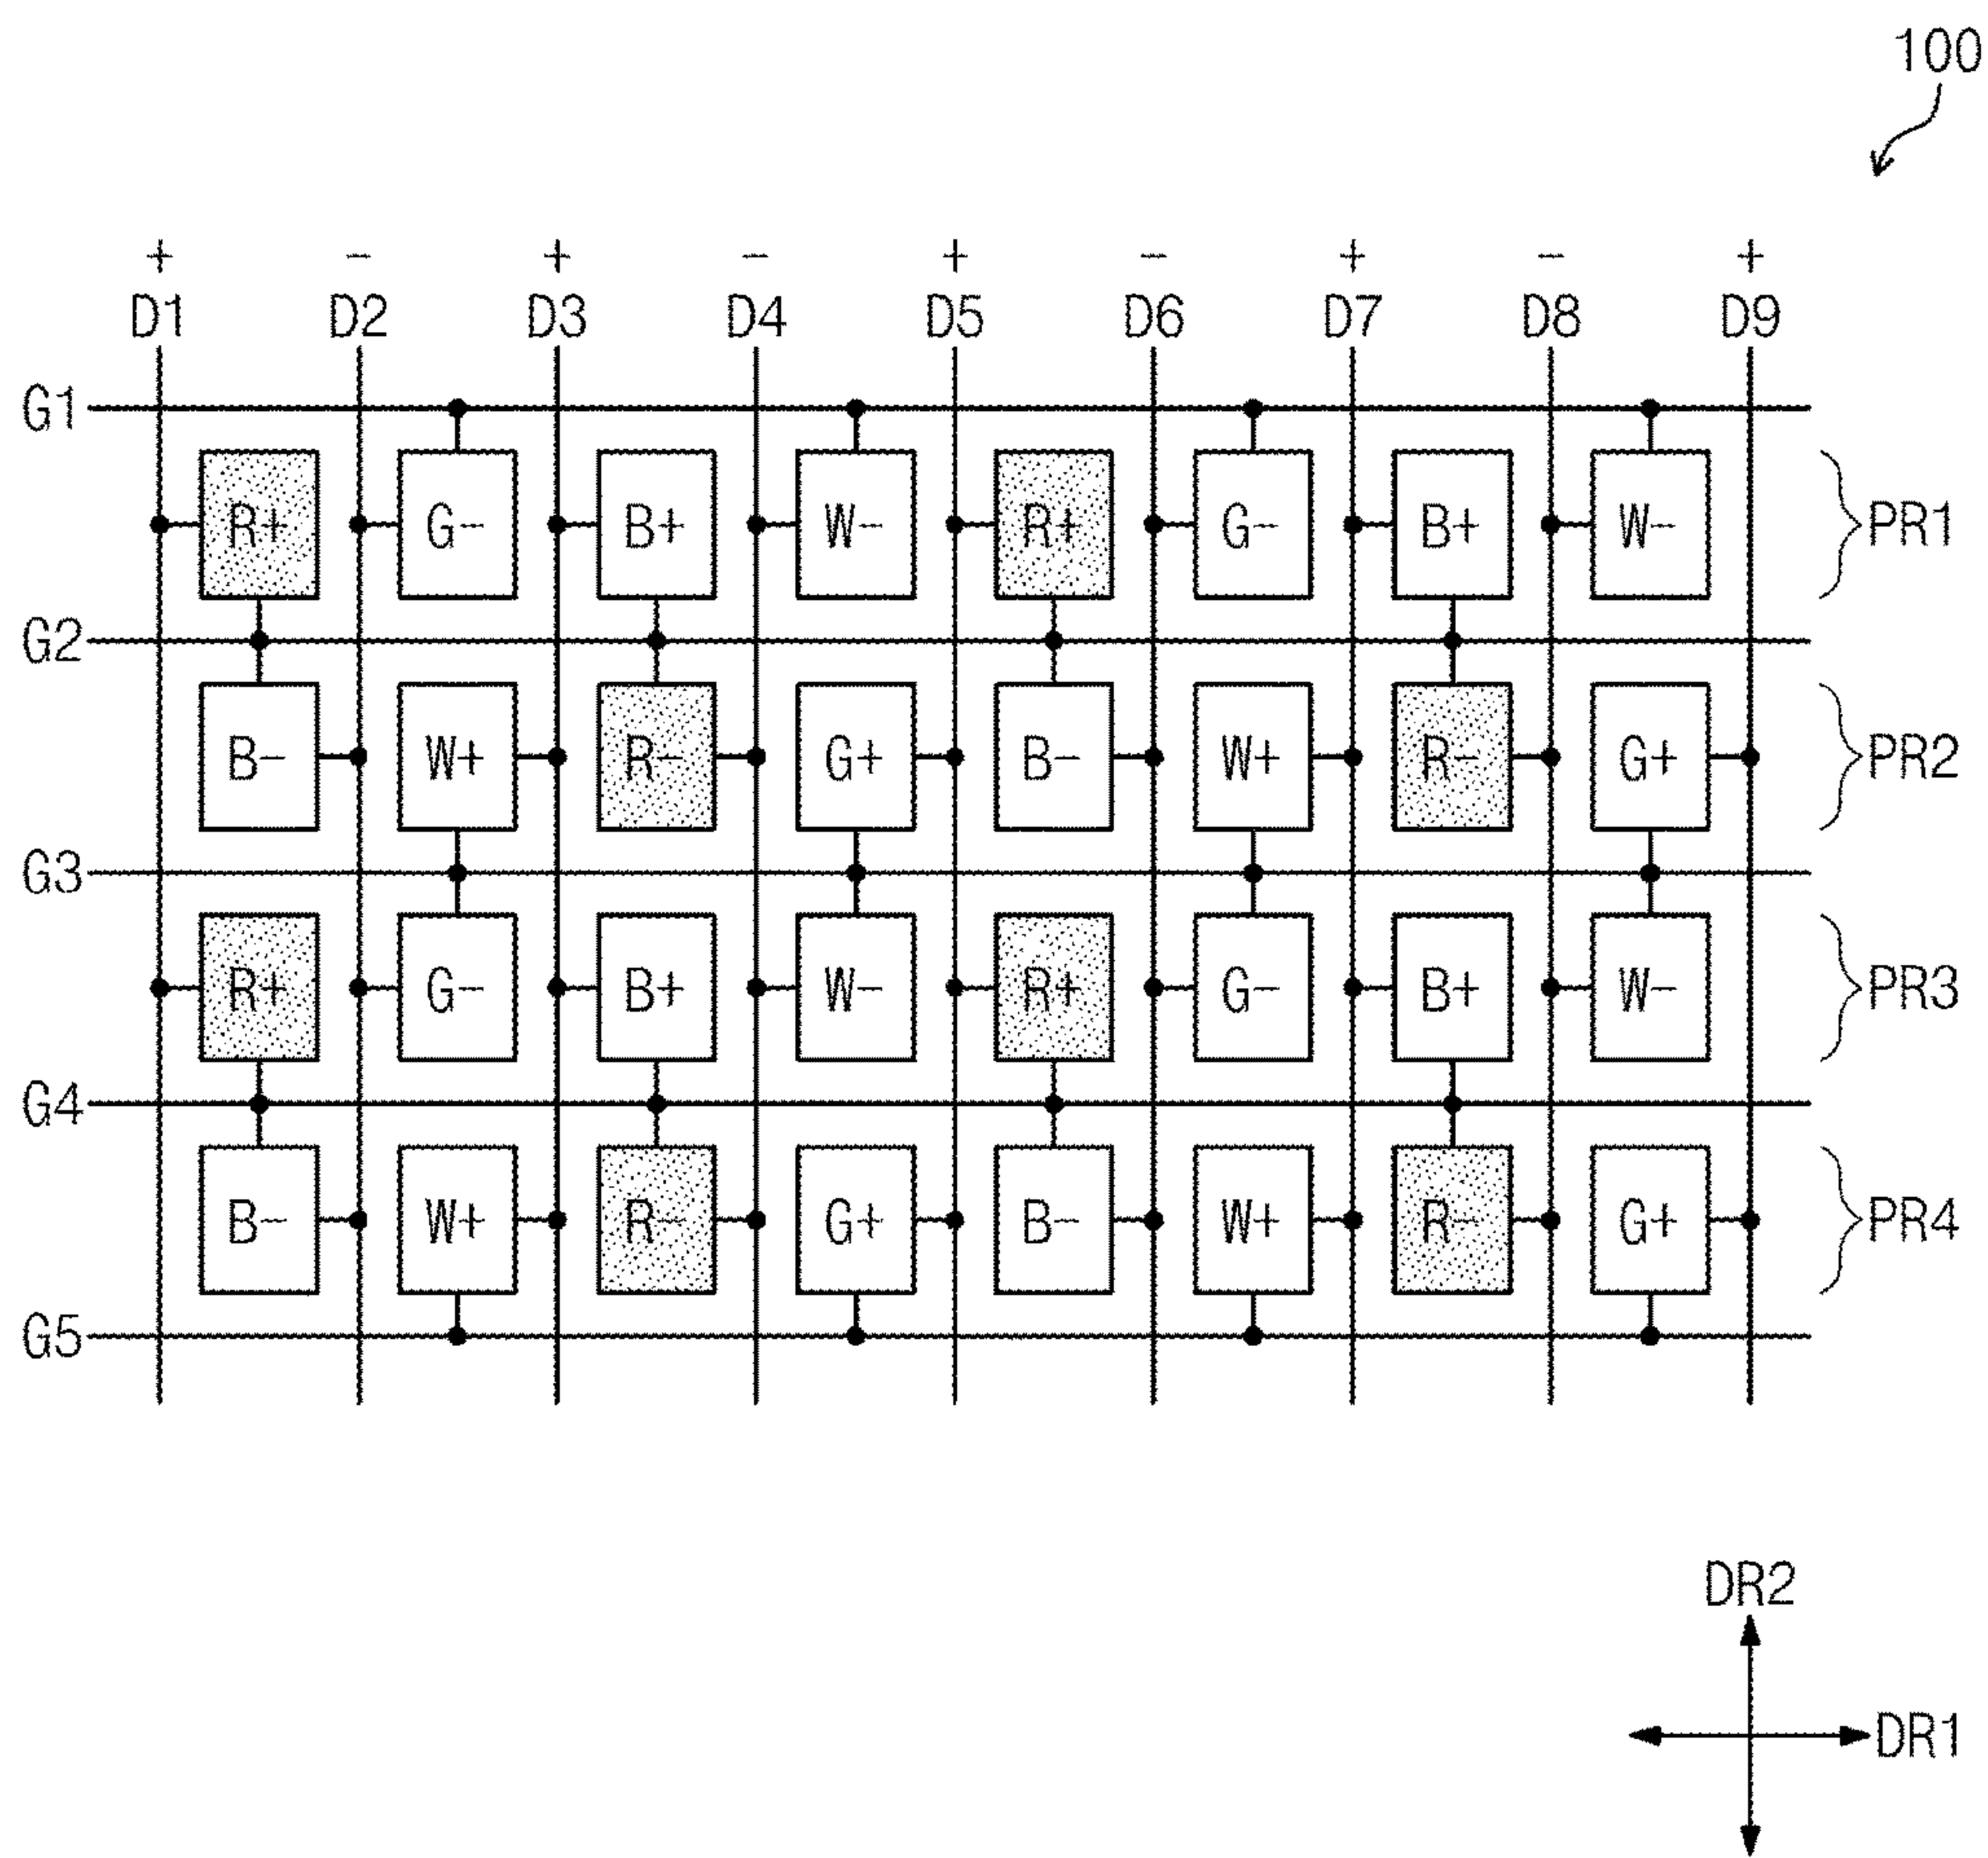 100
+ - + - + - + - +
D1 D2 D3 D4 D5 D6 D7 D8 D9
G1
R+ G- B+ W- R+ G- B+ W- PR1
G2
B- W+ R- G+ B- W+ R- G+ PR2
G3
R+ G- B+ W- R+ G- B+ W- PR3
G4
B- W+ R- G+ B- W+ R- G+ PR4
G5
DR2
DR1